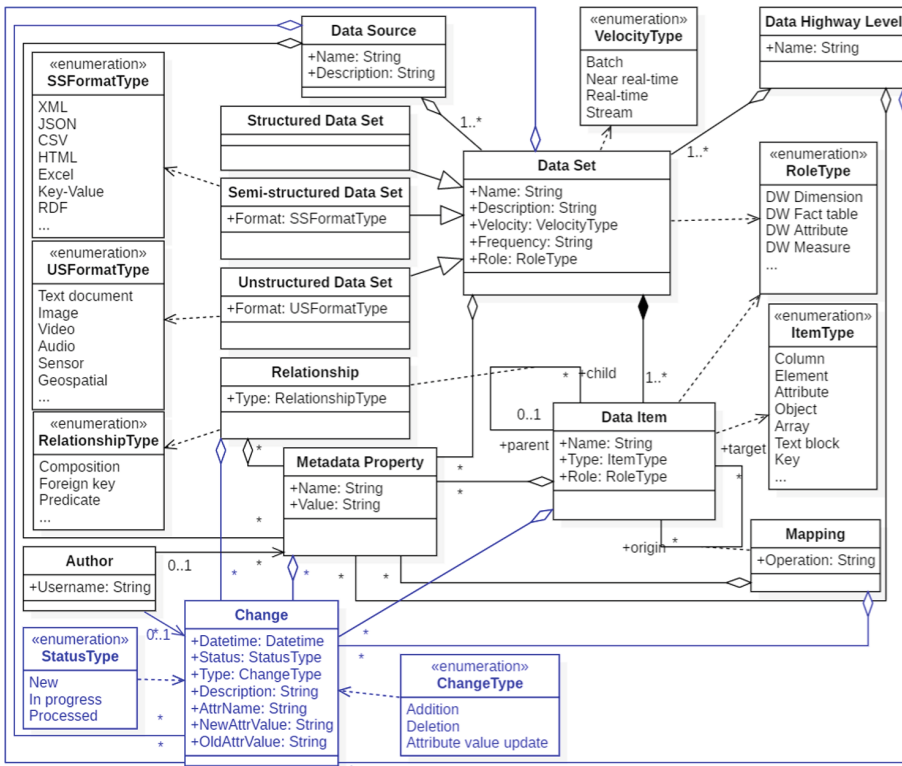 Data Source
+Name: String
+Description: String
«enumeration»
VelocityType
Batch
Near real-time
Real-time
Stream
Data Highway Level
+Name: String
«enumeration»
SSFormatType
XML
JSON
CSV
HTML
Excel
Key-Value
RDF
...
Structured Data Set
Semi-structured Data Set
+Format: SSFormatType
Unstructured Data Set
+Format: USFormatType
1..*
1..*
Data Set
+Name: String
+Description: String
+Velocity: VelocityType
+Frequency: String
+Role: RoleType
«enumeration»
RoleType
DW Dimension
DW Fact table
DW Attribute
DW Measure
...
«enumeration»
USFormatType
Text document
Image
Video
Audio
Sensor
Geospatial
...
Relationship
+Type: RelationshipType
* +child
1..*
0..1
+parent
«enumeration»
ItemType
Column
Element
Attribute
Object
Array
Text block
Key
...
Data Item
+Name: String
+Type: ItemType
+Role: RoleType
+target
*
+origin *
«enumeration»
RelationshipType
Composition
Foreign key
Predicate
...
*
Metadata Property
+Name: String
+Value: String
*
*
*
*
*
*
Mapping
+Operation: String
Author
+Username: String
0..1
*
*
0..1
*
Change
+Datetime: Datetime
+Status: StatusType
+Type: ChangeType
+Description: String
+AttrName: String
+NewAttrValue: String
+OldAttrValue: String
*
*
*
*
«enumeration»
StatusType
New
In progress
Processed
«enumeration»
ChangeType
Addition
Deletion
Attribute value update